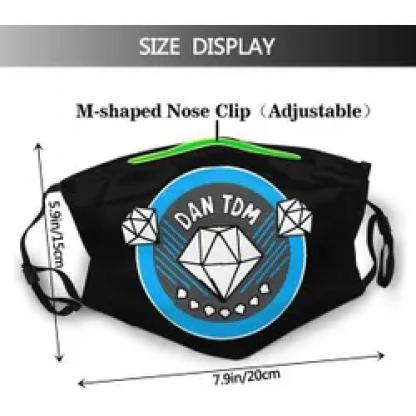 SIZE DISPLAY
M-shaped Nose Clip（Adjustable）
DAN TDM
5.9in/15cm
7.9in/20cm